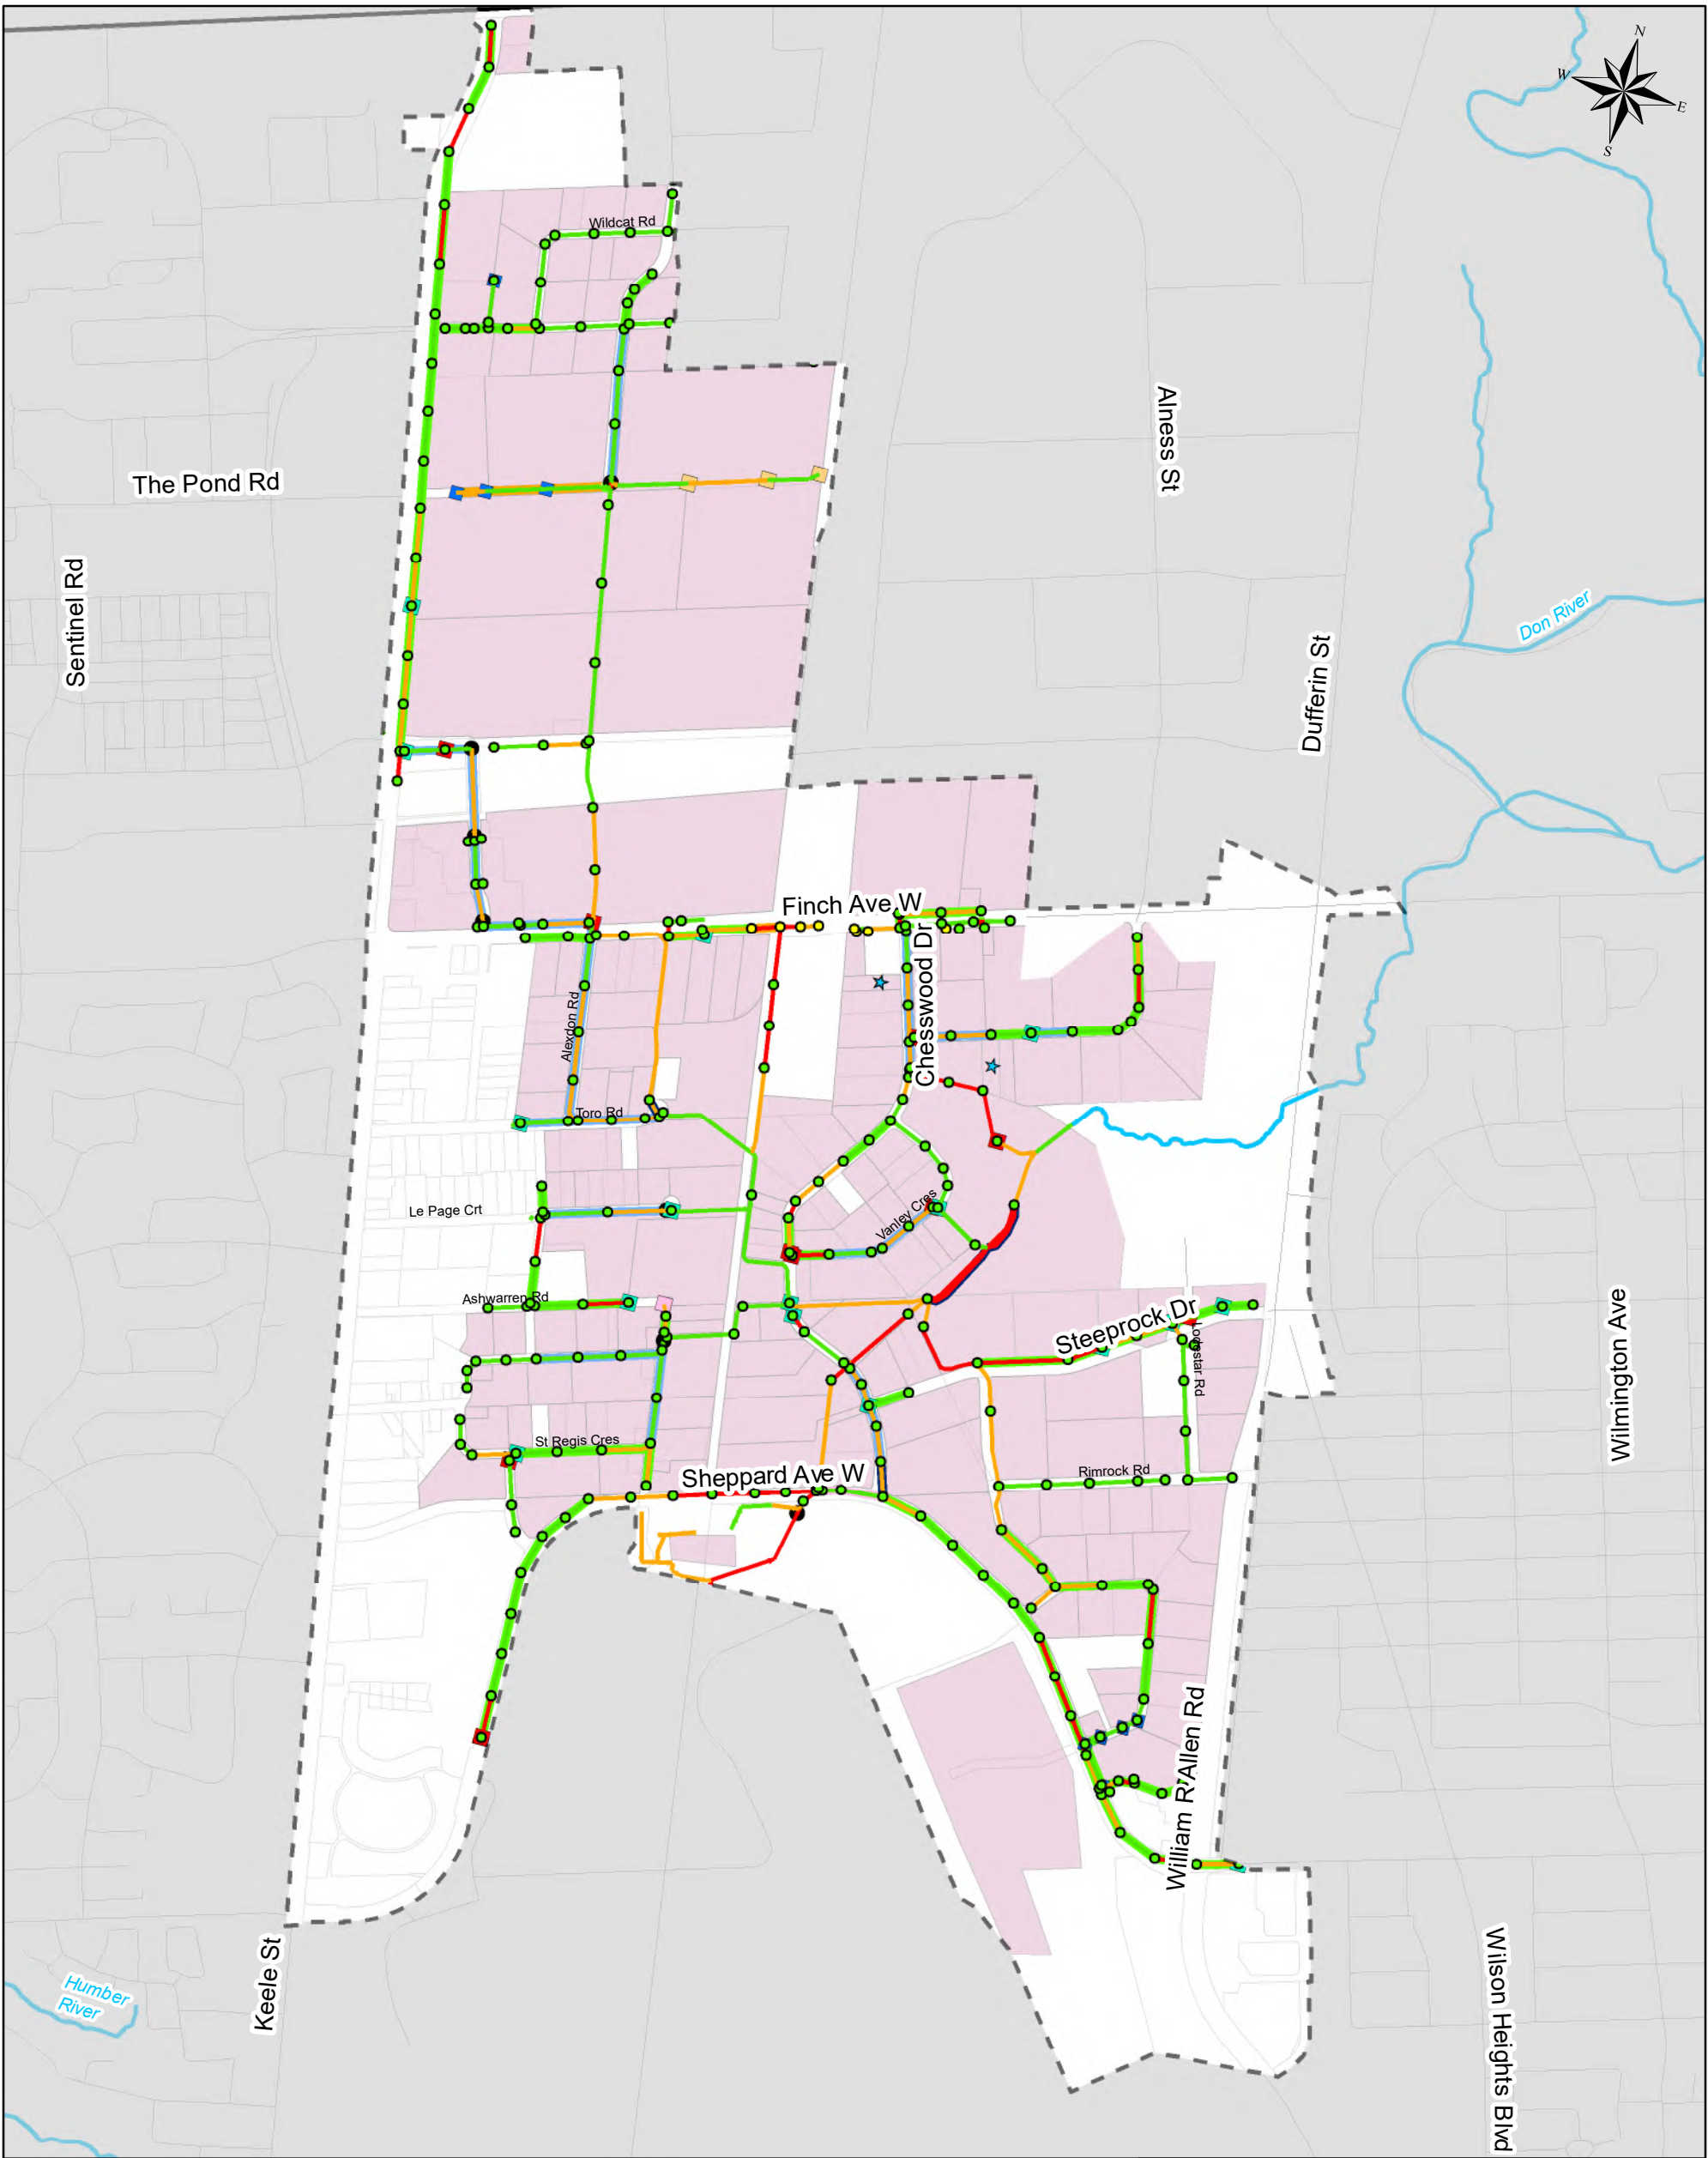 N
W
E
S
Wildcat Rd
Alness St
The Pond Rd
Sentinel Rd
Don River
Dufferin St
Finch Ave W
Chesswood Dr
Alexdon Rd
Toro Rd
Le Page Crt
Vanley Cres
Ashwarren Rd
Steeprock Dr
Lodestar Rd
Wilmington Ave
St Regis Cres
Rimrock Rd
Sheppard Ave W
William R Allen Rd
Keele St
Humber
River
Wilson Heights Blvd